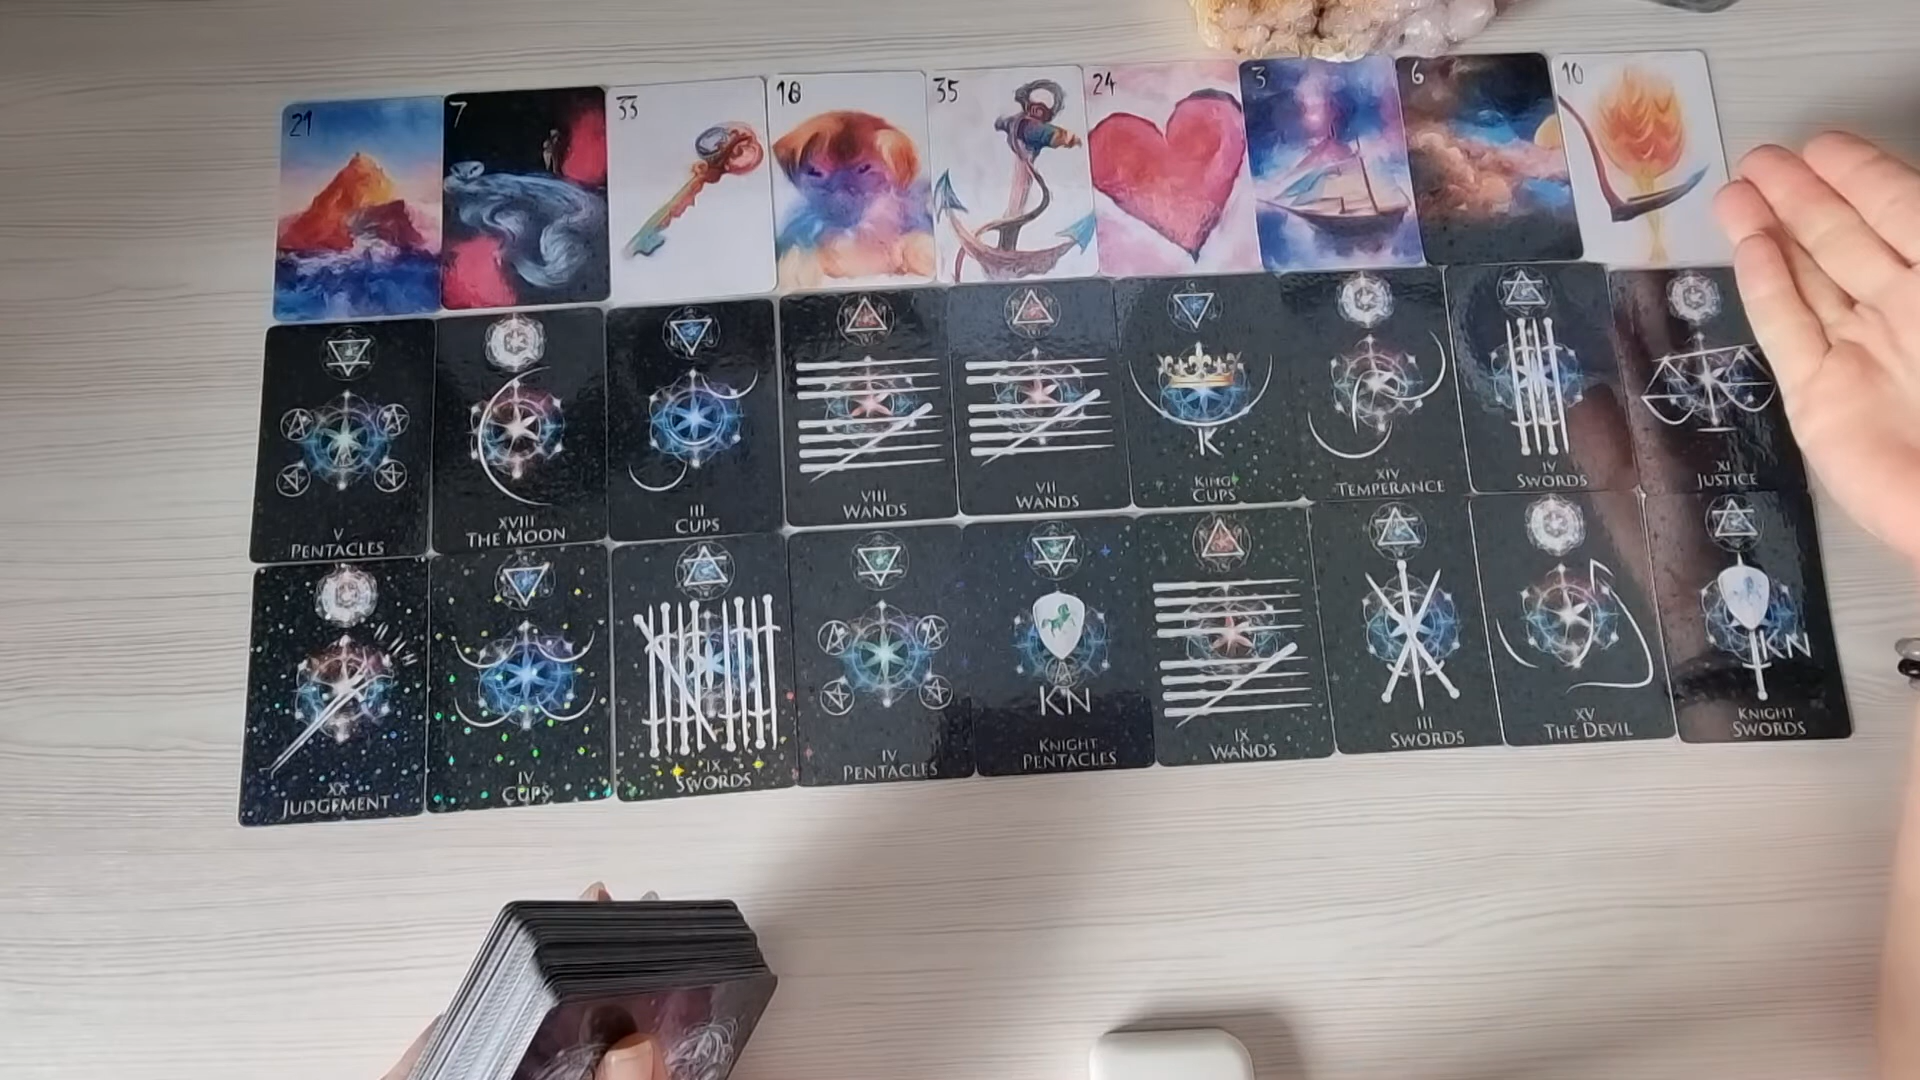 21
7
33
18
35
24
3
6
10
V
PENTACLES
XVIII
THE MOON
III
CUPS
VIII
WANDS
VII
WANDS
K
KING
CUPS
XIV
TEMPERANCE
IV
SWORDS
XI
JUSTICE
XX
JUDGEMENT
IV
CUPS
IX
SWORDS
IV
PENTACLES
KN
KNIGHT
PENTACLES
IX
WANDS
III
SWORDS
XV
THE DEVIL
KN
KNIGHT
SWORDS